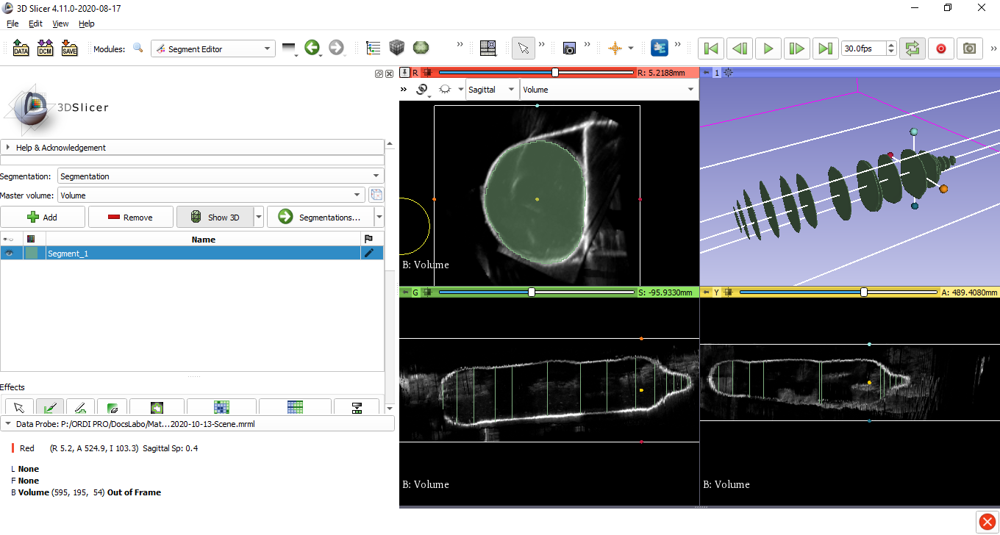 3D Slicer 4.11.0-2020-08-17
File Edit View Help
DATA DCM SAVE Modules: Segment Editor 30.0fps
R R: 5.2188mm 1
3DSlicer
Sagittal Volume
Help & Acknowledgement
Segmentation: Segmentation
Master volume: Volume
Add Remove Show 3D Segmentations...
Name
Segment_1
B: Volume
G S: -95.9330mm Y A: 489.4080mm
Effects
Data Probe: P:/ORDI PRO/DocsLabo/Mat...2020-10-13-Scene.mrml
Red (R 5.2, A 524.9, I 103.3) Sagittal Sp: 0.4
L None
F None
B Volume (595, 195, 54) Out of Frame
B: Volume B: Volume